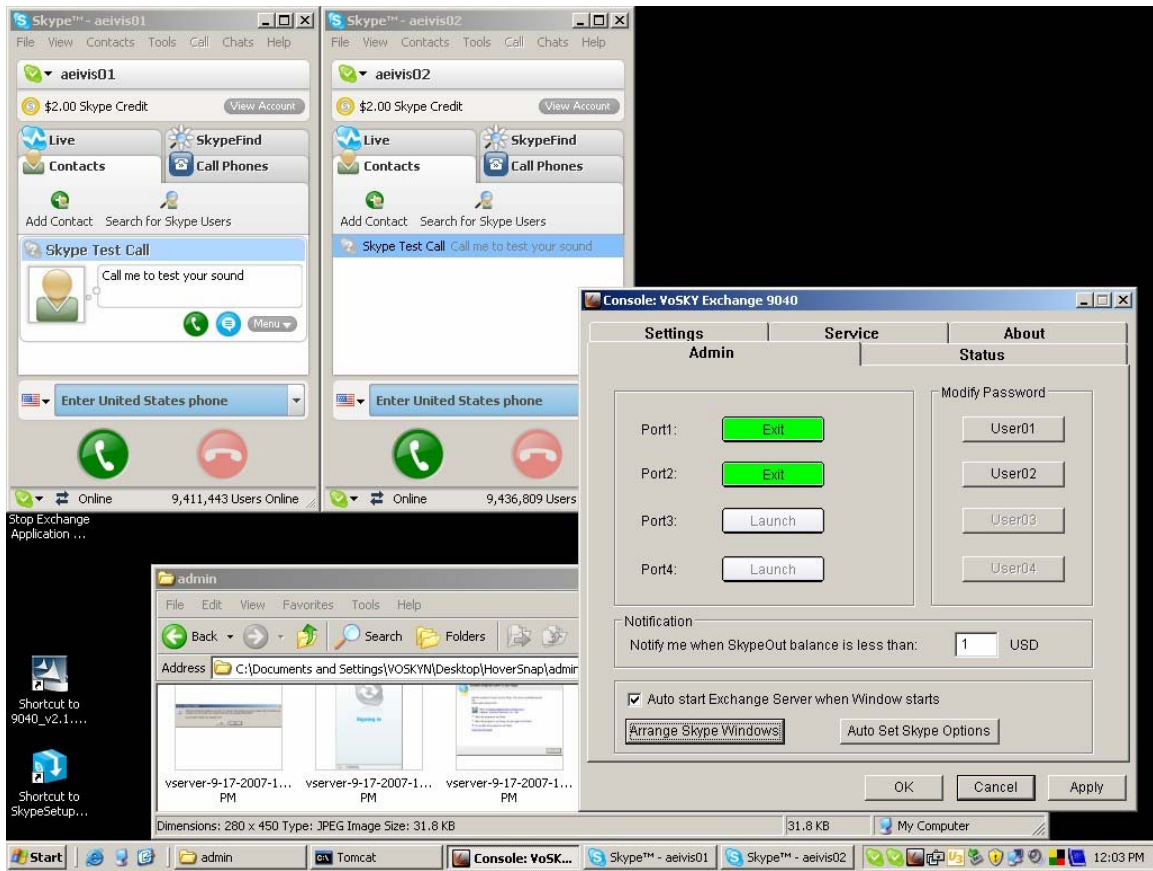 Skype™ - aeivis01
File View Contacts Tools Call Chats Help
aeivis01
$2.00 Skype Credit View Account
Live SkypeFind
Contacts Call Phones
Add Contact Search for Skype Users
Skype Test Call
Call me to test your sound
Menu
Enter United States phone
Online 9,411,443 Users Online
Skype™ - aeivis02
File View Contacts Tools Call Chats Help
aeivis02
$2.00 Skype Credit View Account
Live SkypeFind
Contacts Call Phones
Add Contact Search for Skype Users
Skype Test Call Call me to test your sound
Enter United States phone
Online 9,436,809 Users
Console: VoSKY Exchange 9040
Settings Service About
Admin Status
Modify Password
Port1: Exit User01
Port2: Exit User02
Port3: Launch User03
Port4: Launch User04
Notification
Notify me when SkypeOut balance is less than: 1 USD
Auto start Exchange Server when Window starts
Arrange Skype Windows Auto Set Skype Options
OK Cancel Apply
Stop Exchange
Application ...
Shortcut to
9040_v2.1....
Shortcut to
SkypeSetup...
admin
File Edit View Favorites Tools Help
Back Search Folders
Address C:\Documents and Settings\VOSKYN\Desktop\HoverSnap\admin
Signing in
vserver-9-17-2007-1... vserver-9-17-2007-1... vserver-9-17-2007-1...
PM PM PM
Dimensions: 280 x 450 Type: JPEG Image Size: 31.8 KB 31.8 KB My Computer
Start admin Tomcat Console: VoSK... Skype™ - aeivis01 Skype™ - aeivis02 12:03 PM